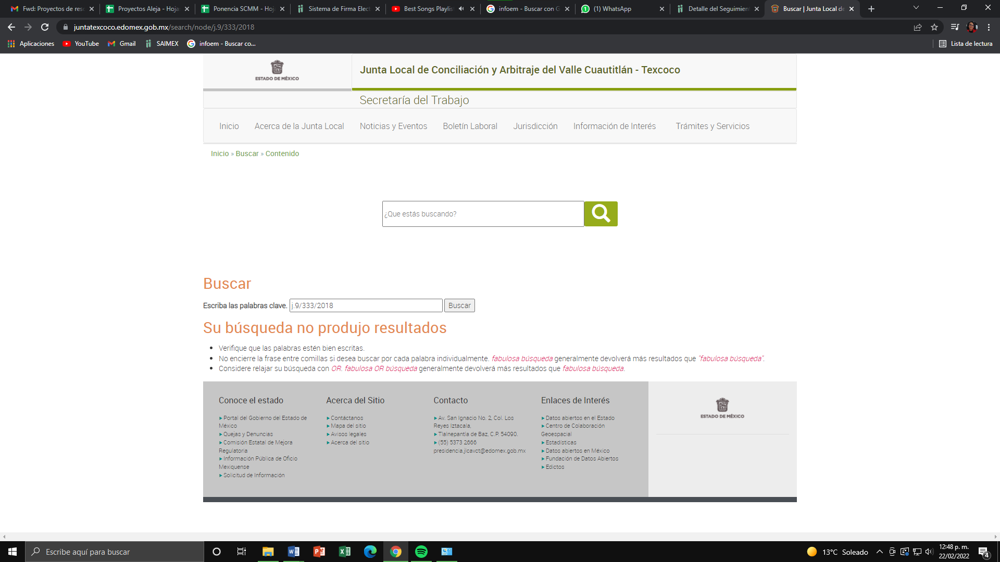 Fwd: Proyectos de reso
Proyectos Aleja - Hoja
Ponencia SCMM - Hoja
Sistema de Firma Elect
Best Songs Playlist
infoem - Buscar con G
(1) WhatsApp
Detalle del Seguimient
Buscar | Junta Local de
juntatexcoco.edomex.gob.mx/search/node/j.9/333/2018
Aplicaciones
YouTube
Gmail
SAIMEX
infoem - Buscar co...
Lista de lectura
ESTADO DE MÉXICO
Junta Local de Conciliación y Arbitraje del Valle Cuautitlán - Texcoco
Secretaría del Trabajo
Inicio
Acerca de la Junta Local
Noticias y Eventos
Boletín Laboral
Jurisdicción
Información de Interés
Trámites y Servicios
Inicio » Buscar » Contenido
¿Que estás buscando?
Buscar
Escriba las palabras clave. j.9/333/2018 Buscar
Su búsqueda no produjo resultados
• Verifique que las palabras estén bien escritas.
• No encierre la frase entre comillas si desea buscar por cada palabra individualmente. fabulosa búsqueda generalmente devolverá más resultados que "fabulosa búsqueda".
• Considere relajar su búsqueda con OR. fabulosa OR búsqueda generalmente devolverá más resultados que fabulosa búsqueda.
Conoce el estado
Portal del Gobierno del Estado de
México
Quejas y Denuncias
Comisión Estatal de Mejora
Regulatoria
Información Pública de Oficio
Mexiquense
Solicitud de Información
Acerca del Sitio
Contáctanos
Mapa del sitio
Avisos legales
Acerca del sitio
Contacto
Av. San Ignacio No. 2, Col. Los
Reyes Iztacala,
Tlalnepantla de Baz, C.P. 54090.
(55) 5373 2666
presidencia.jlcavct@edomex.gob.mx
Enlaces de Interés
Datos abiertos en el Estado
Centro de Colaboración
Geoespacial
Estadísticas
Datos abiertos en México
Fundación de Datos Abiertos
Edictos
ESTADO DE MÉXICO
Escribe aquí para buscar
13°C Soleado
12:48 p. m.
22/02/2022
4